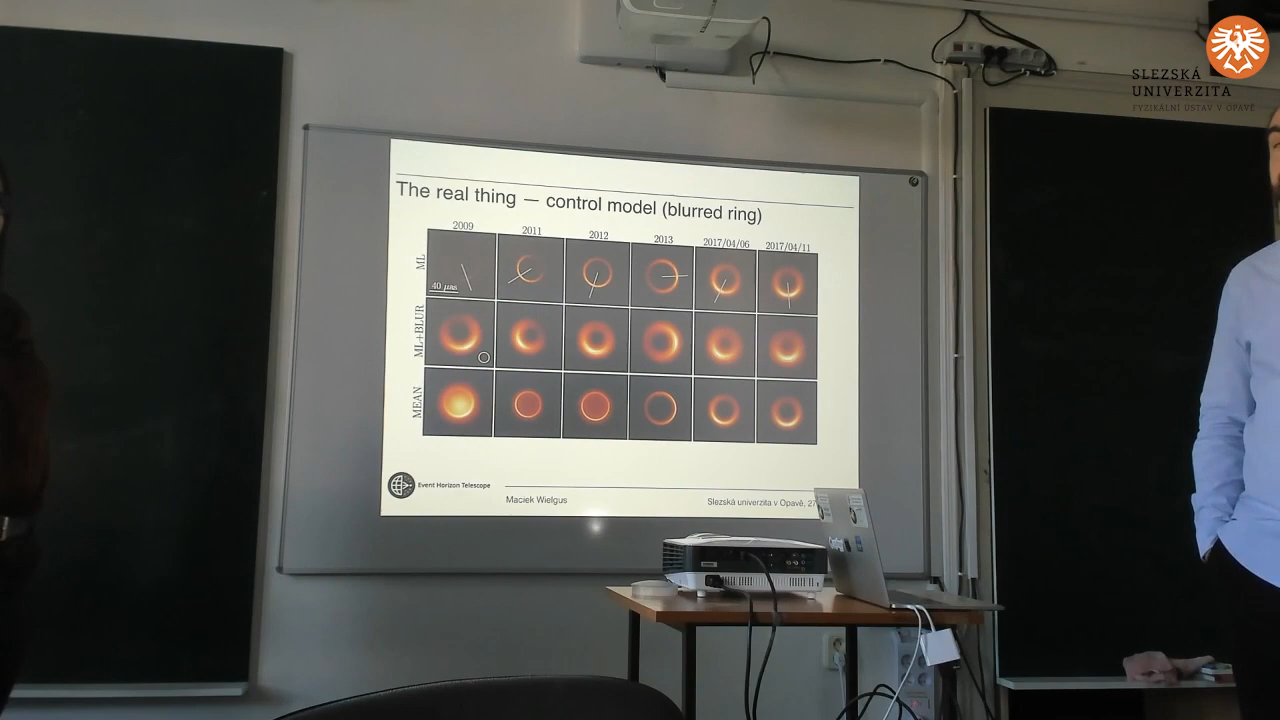 SLEZSKÁ
UNIVERZITA
FYZIKÁLNÍ ÚSTAV V OPAVĚ
The real thing — control model (blurred ring)
2009 2011 2012 2013 2017/04/06 2017/04/11
ML
40 μas
ML+BLUR
MEAN
Event Horizon Telescope
Maciek Wielgus
Slezská univerzita v Opavě, 27